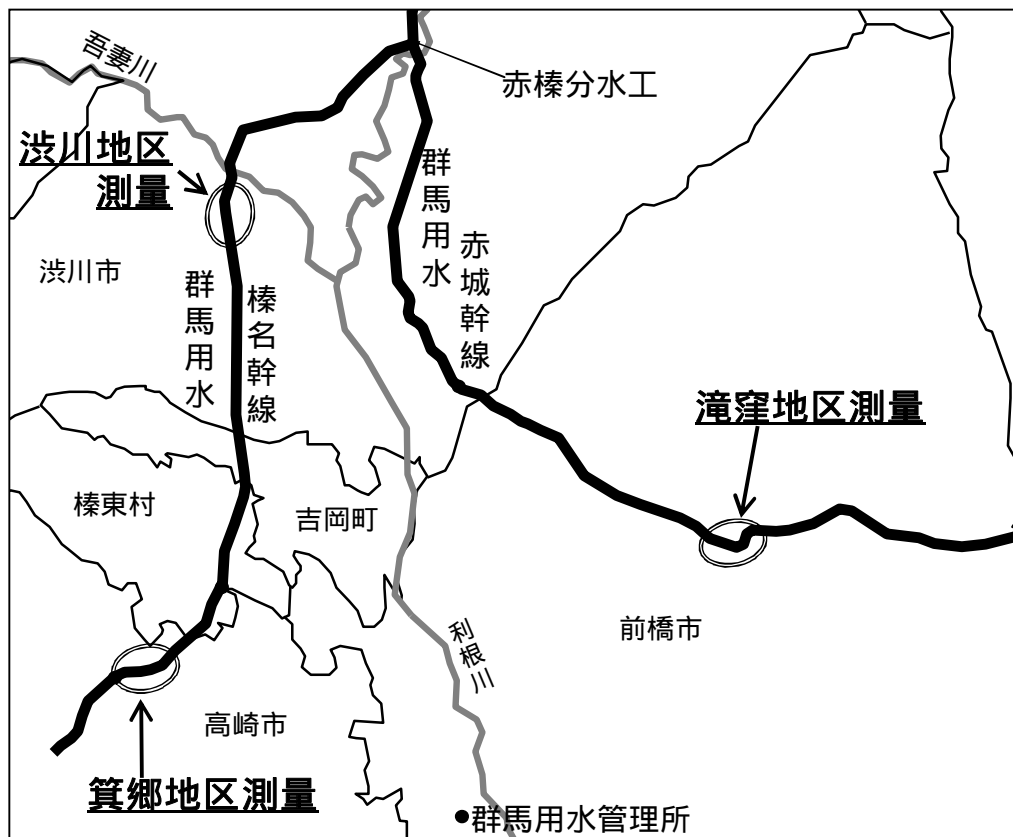 吾妻川
赤榛分水工
渋川地区
測量
群馬用水
赤城幹線
渋川市
群馬用水
榛名幹線
滝窪地区測量
榛東村
吉岡町
前橋市
利根川
高崎市
箕郷地区測量
群馬用水管理所